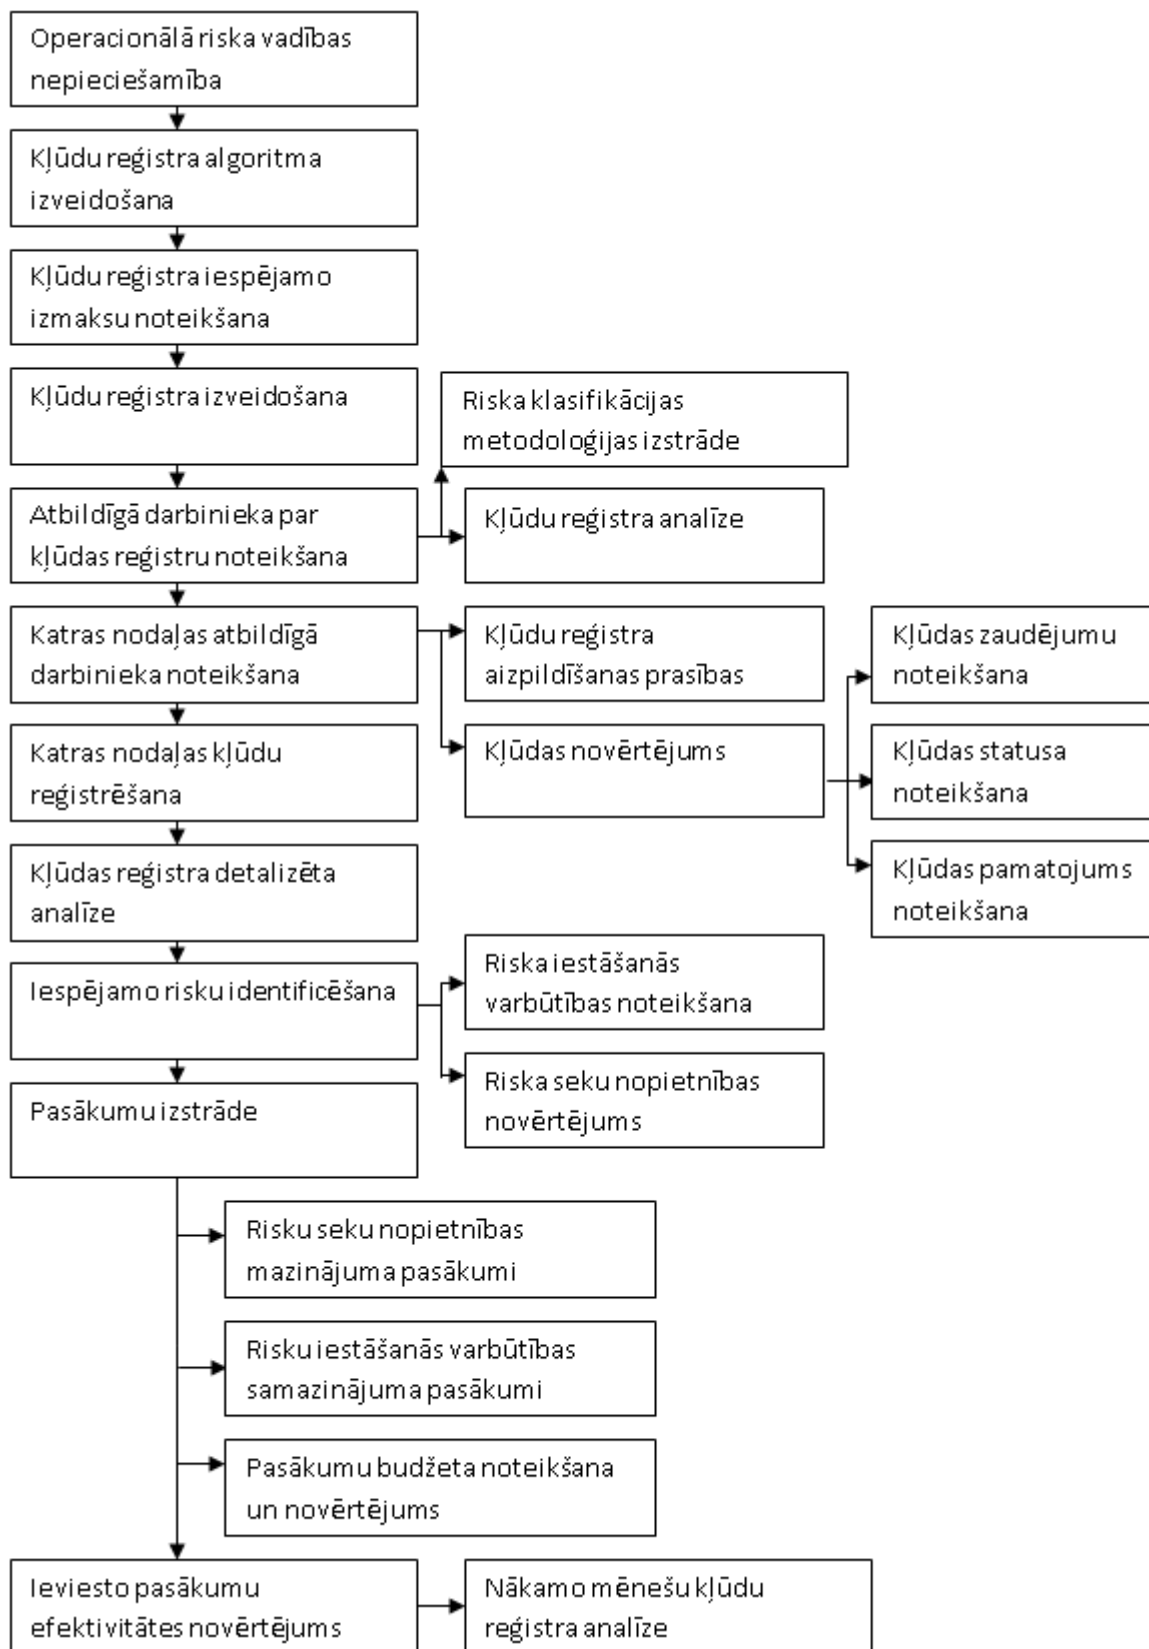 Operacionālā riska vadības
nepieciešamība
Kļūdu reģistra algoritma
izveidošana
Kļūdu reģistra iespējamo
izmaksu noteikšana
Kļūdu reģistra izveidošana
Riska klasifikācijas
metodoloģijas izstrāde
Atbildīgā darbinieka par
kļūdas reģistru noteikšana
Kļūdu reģistra analīze
Katras nodaļas atbildīgā
darbinieka noteikšana
Kļūdu reģistra
aizpildīšanas prasības
Kļūdas zaudējumu
noteikšana
Katras nodaļas kļūdu
reģistrēšana
Kļūdas novērtējums
Kļūdas statusa
noteikšana
Kļūdas pamatojums
noteikšana
Kļūdas reģistra detalizēta
analīze
Iespējamo risku identificēšana
Riska iestāšanās
varbūtības noteikšana
Riska seku nopietnības
novērtējums
Pasākumu izstrāde
Risku seku nopietnības
mazinājuma pasākumi
Risku iestāšanās varbūtības
samazinājuma pasākumi
Pasākumu budžeta noteikšana
un novērtējums
Ieviesto pasākumu
efektivitātes novērtējums
Nākamo mēnešu kļūdu
reģistra analīze